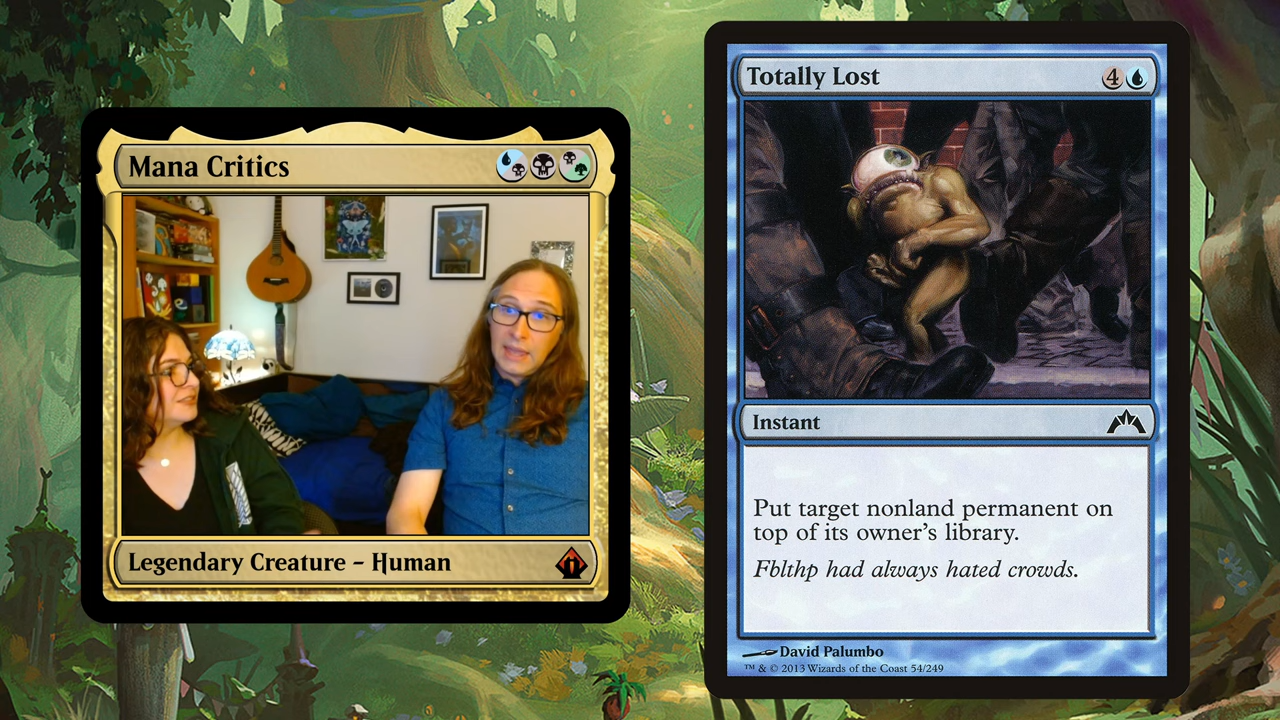 Mana Critics
Legendary Creature – Human
Totally Lost
4
Instant
Put target nonland permanent on
top of its owner's library.
Fblthp had always hated crowds.
David Palumbo
™ & © 2013 Wizards of the Coast 54/249